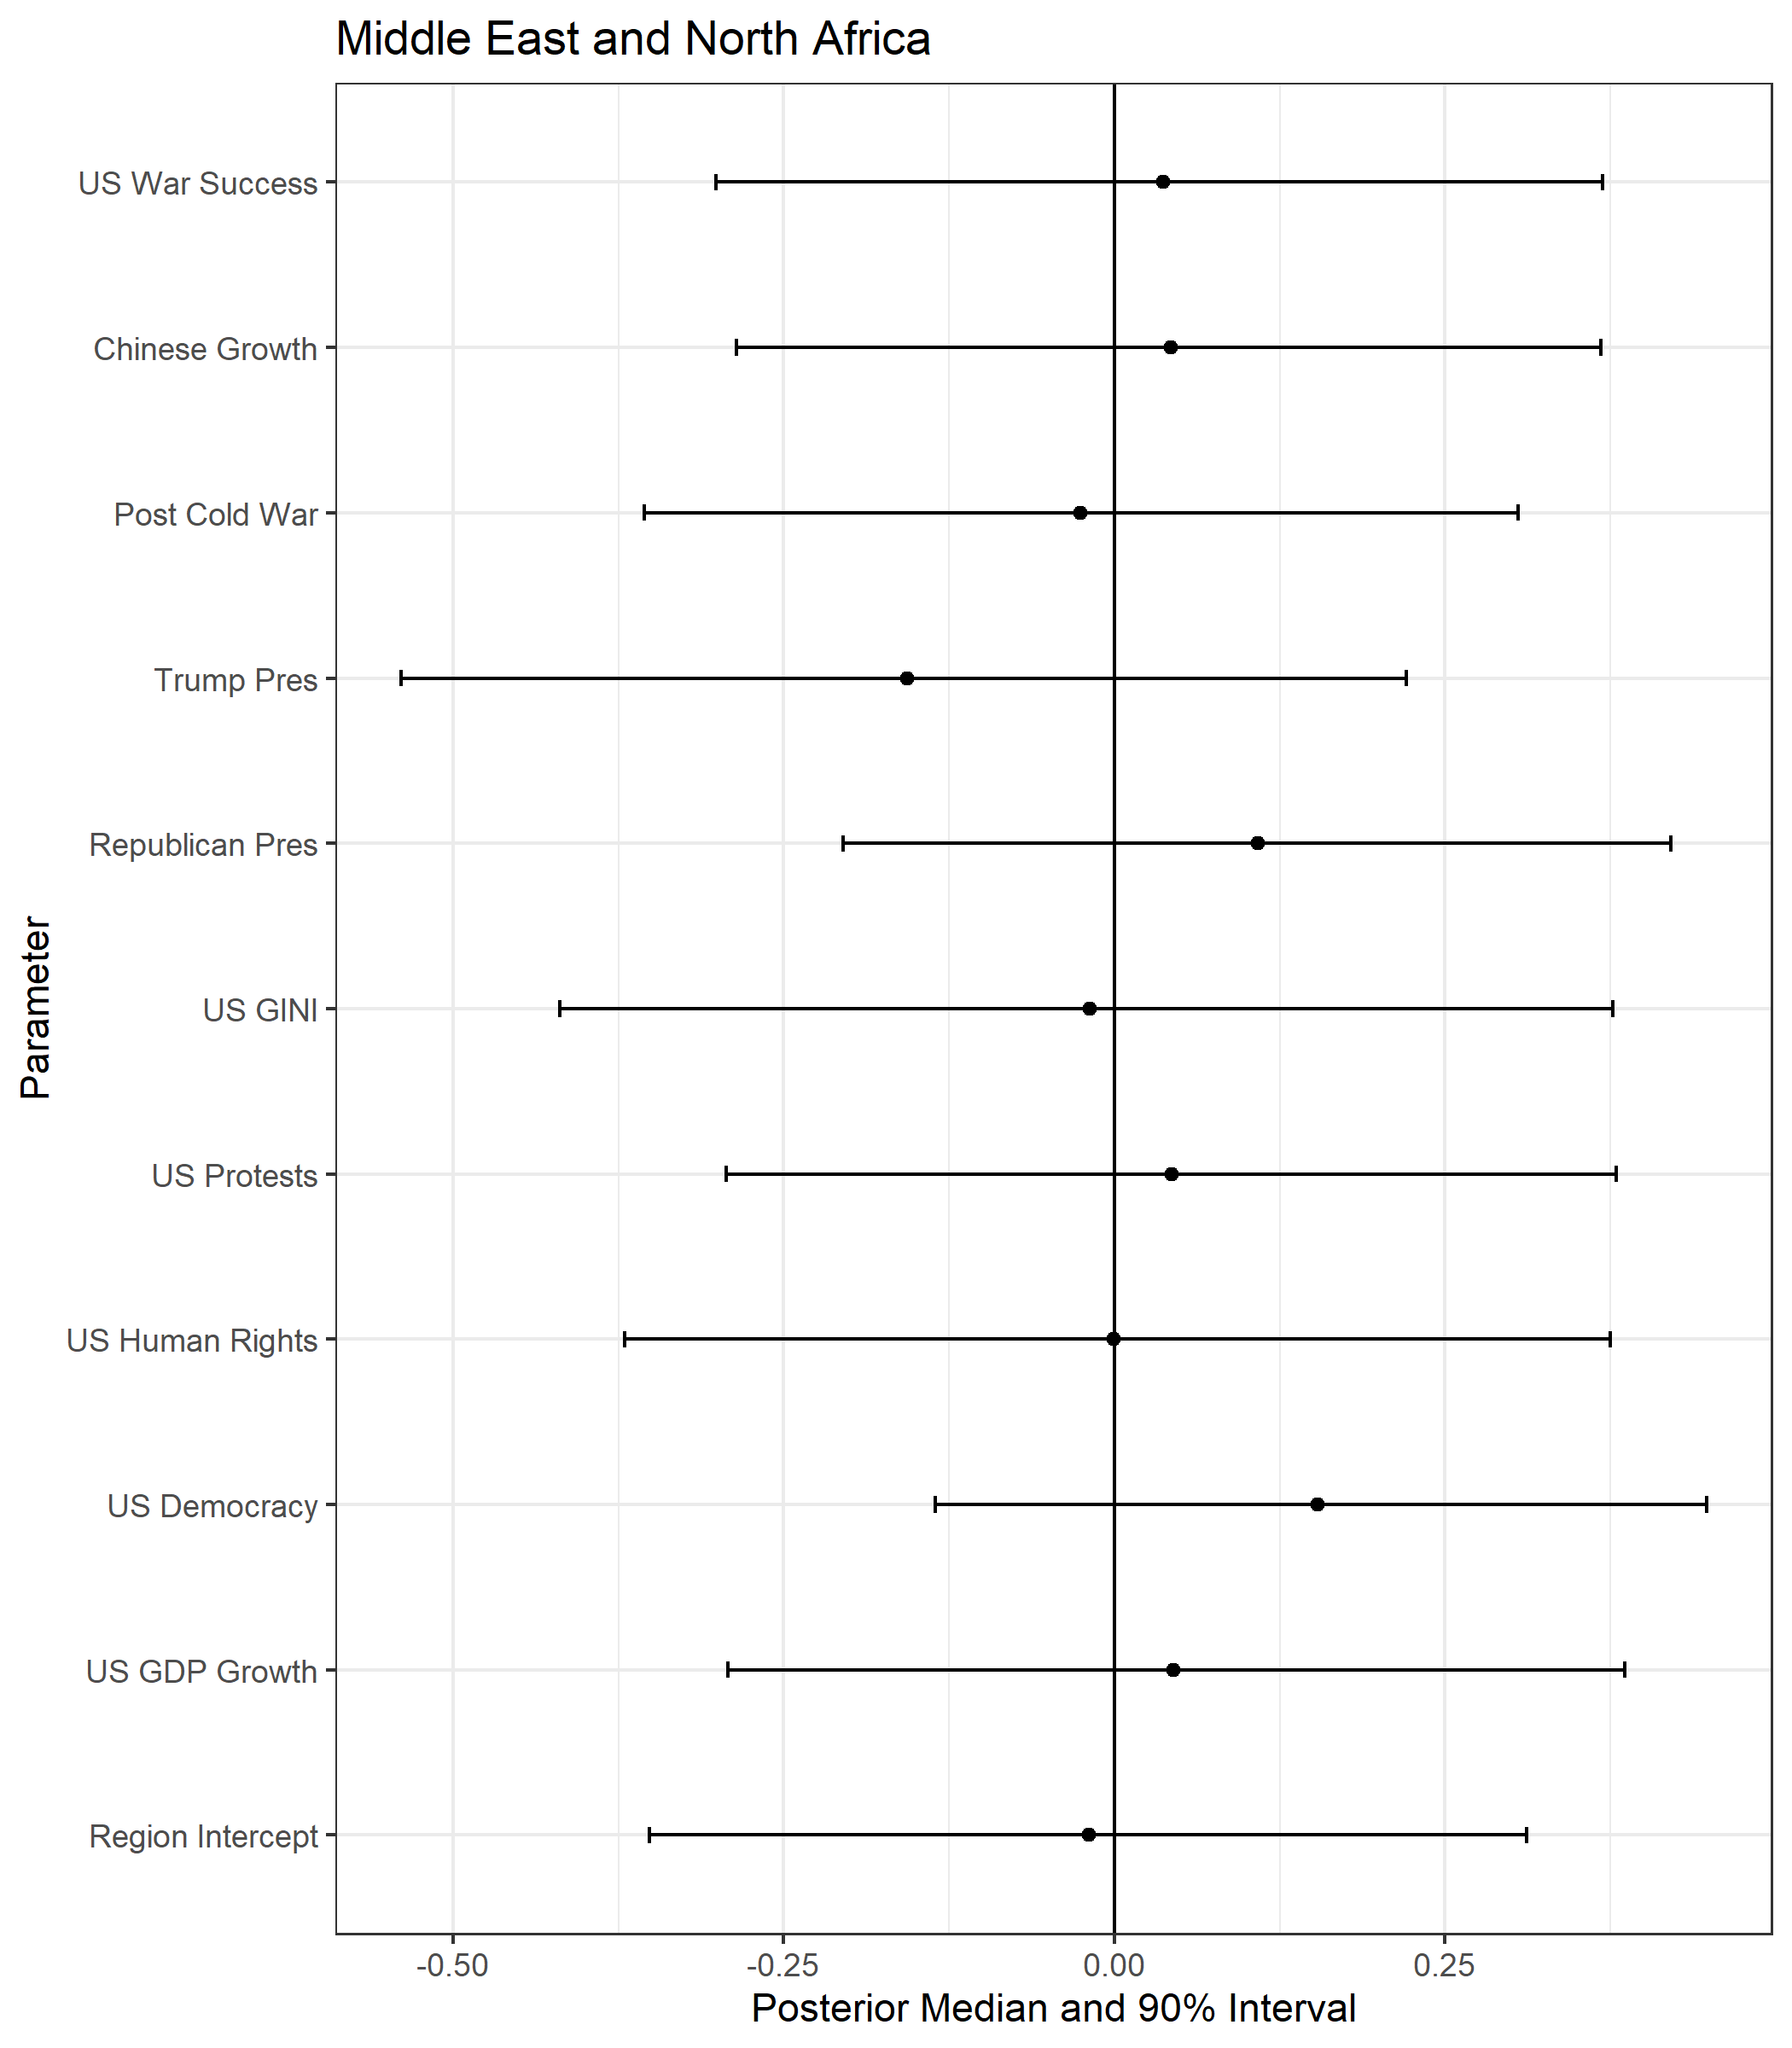 Middle East and North Africa
US War Success
Chinese Growth
Post Cold War
Trump Pres
Republican Pres
US GINI
US Protests
US Human Rights
US Democracy
US GDP Growth
Region Intercept
Parameter
-0.50 -0.25 0.00 0.25
Posterior Median and 90% Interval